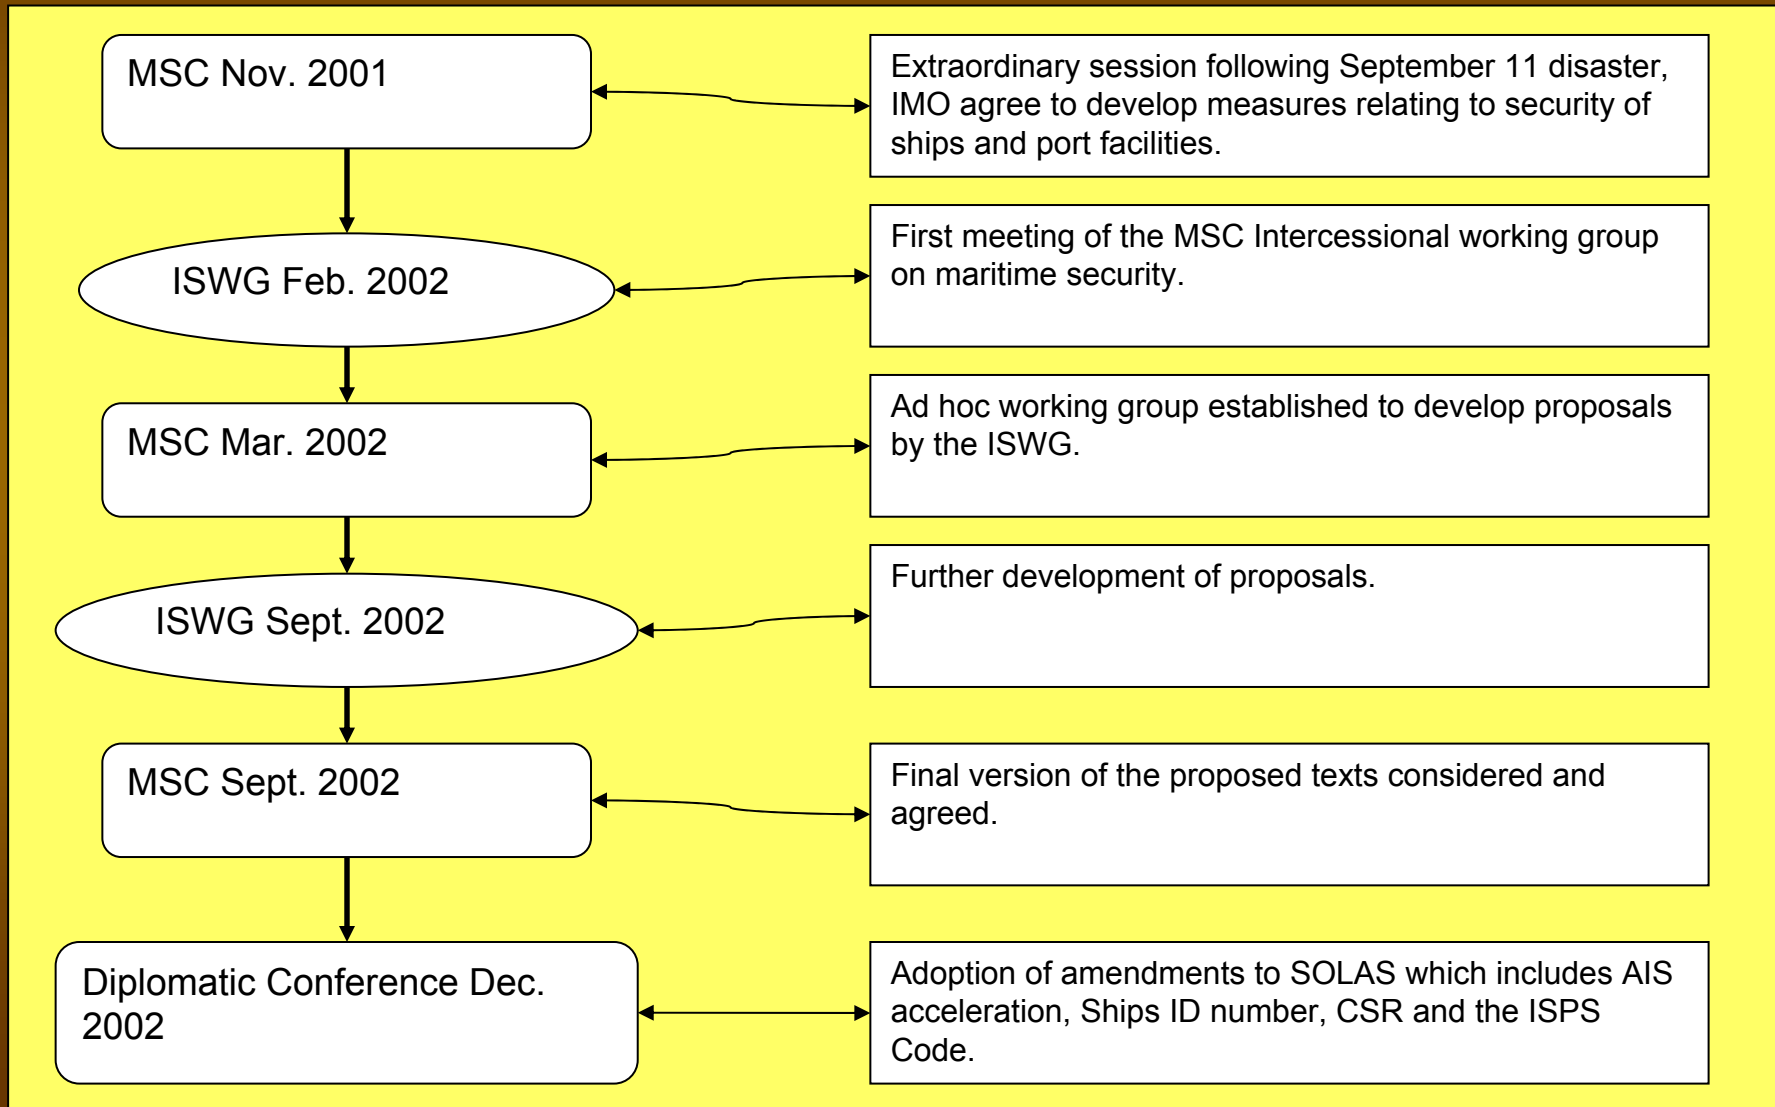 MSC Nov. 2001
Extraordinary session following September 11 disaster,
IMO agree to develop measures relating to security of
ships and port facilities.
ISWG Feb. 2002
First meeting of the MSC Intercessional working group
on maritime security.
MSC Mar. 2002
Ad hoc working group established to develop proposals
by the ISWG.
ISWG Sept. 2002
Further development of proposals.
MSC Sept. 2002
Final version of the proposed texts considered and
agreed.
Diplomatic Conference Dec.
2002
Adoption of amendments to SOLAS which includes AIS
acceleration, Ships ID number, CSR and the ISPS
Code.